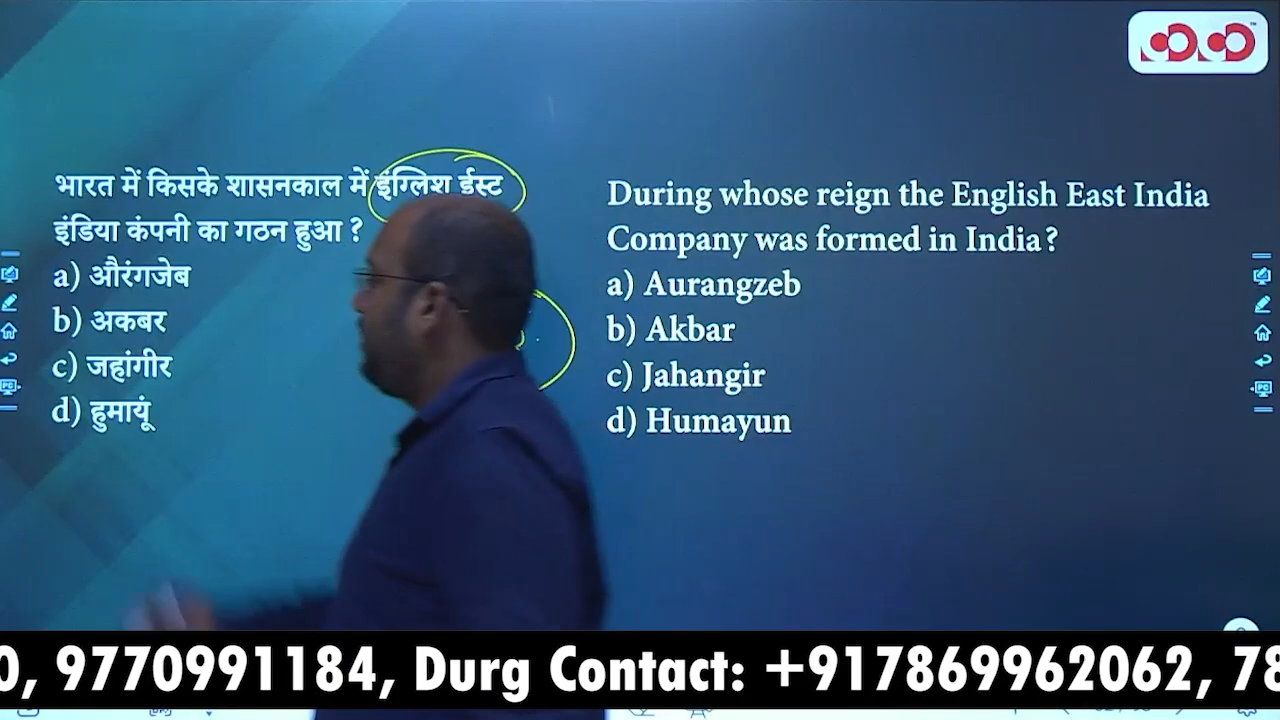 भारत में किसके शासनकाल में इंग्लिश ईस्ट
इंडिया कंपनी का गठन हुआ ?
a) औरंगजेब
b) अकबर
c) जहांगीर
d) हुमायूं
During whose reign the English East India
Company was formed in India?
a) Aurangzeb
b) Akbar
c) Jahangir
d) Humayun
0, 9770991184, Durg Contact: +917869962062, 78